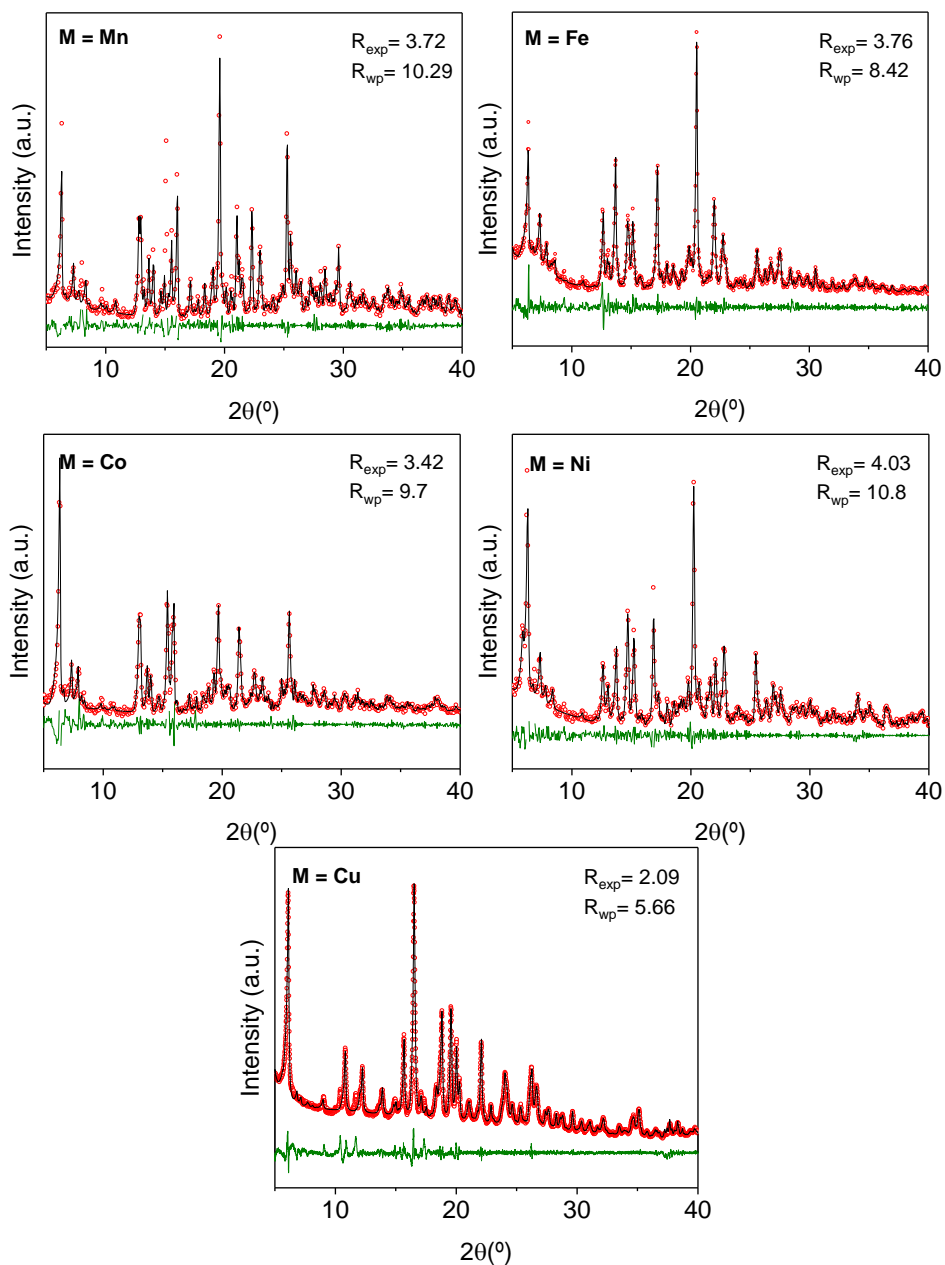 M = Mn
R_exp= 3.72
R_wp= 10.29
Intensity (a.u.)
10 20 30 40
2θ(º)
M = Fe
R_exp= 3.76
R_wp= 8.42
Intensity (a.u.)
10 20 30 40
2θ(º)
M = Co
R_exp= 3.42
R_wp= 9.7
Intensity (a.u.)
10 20 30 40
2θ(º)
M = Ni
R_exp= 4.03
R_wp= 10.8
Intensity (a.u.)
10 20 30 40
2θ(º)
M = Cu
R_exp= 2.09
R_wp= 5.66
Intensity (a.u.)
10 20 30 40
2θ(º)